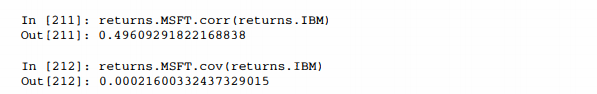 In [211]: returns.MSFT.corr(returns.IBM)
Out[211]: 0.49609291822168838
In [212]: returns.MSFT.cov(returns.IBM)
Out[212]: 0.00021600332437329015